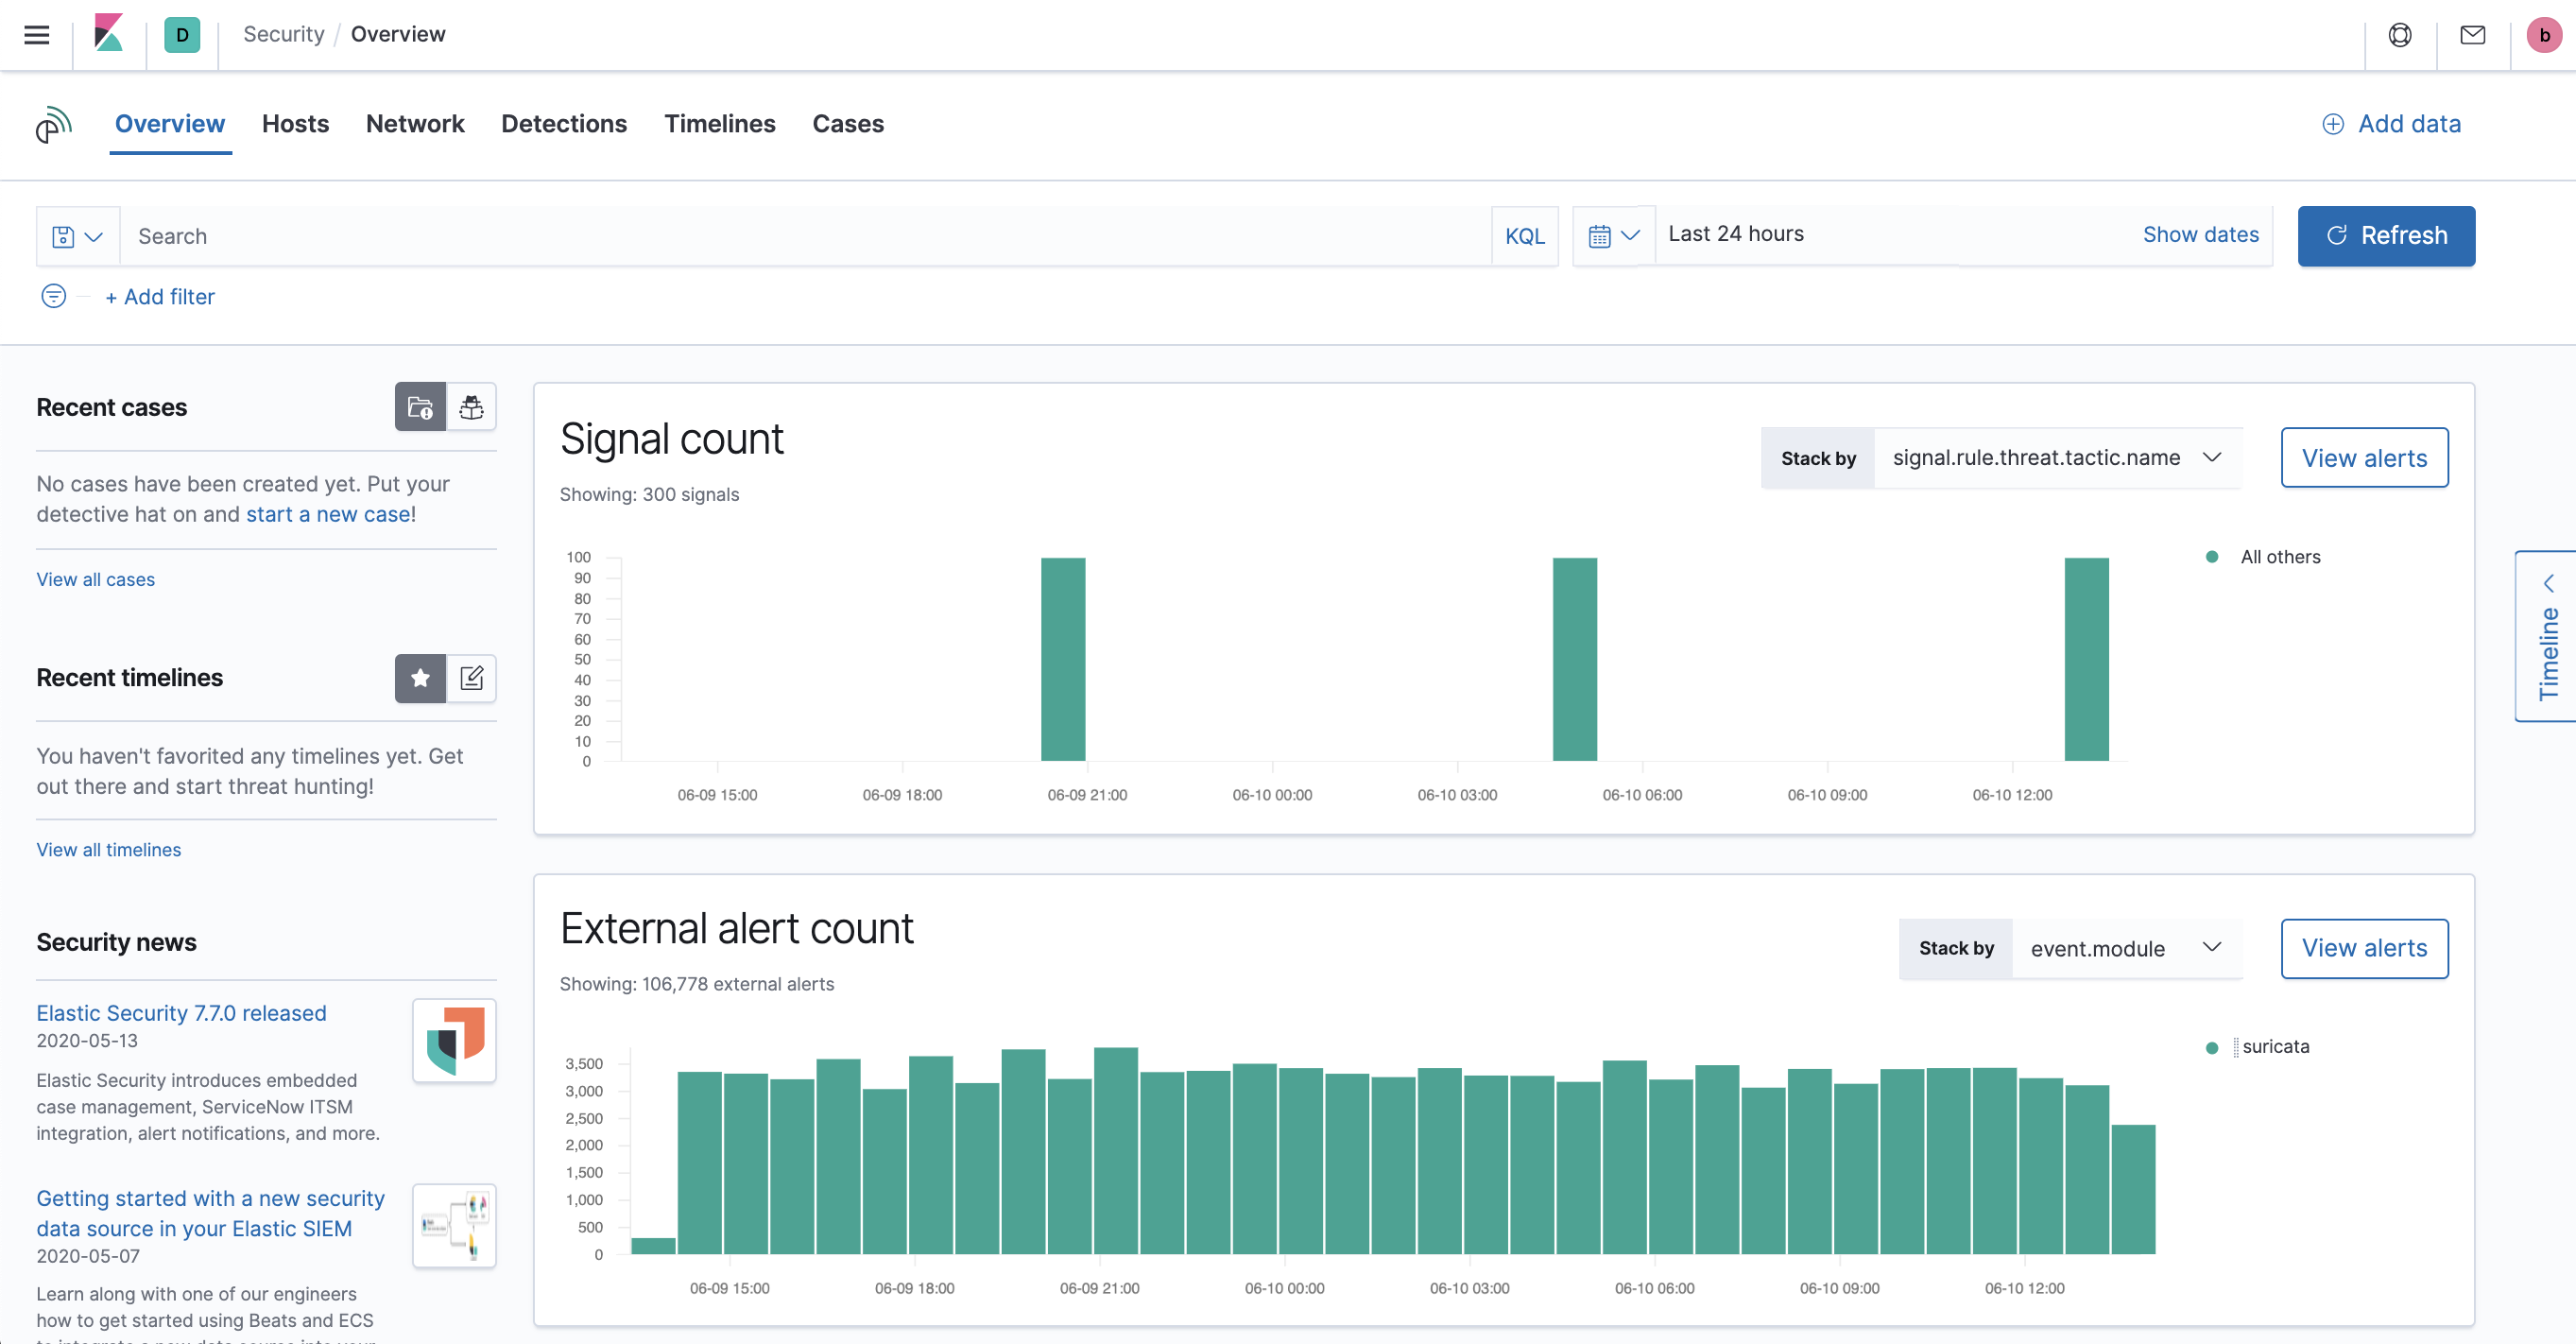 D
Security / Overview
b
Overview
Hosts
Network
Detections
Timelines
Cases
Add data
Search
KQL
Last 24 hours
Show dates
Refresh
+ Add filter
Recent cases
No cases have been created yet. Put your
detective hat on and start a new case!
View all cases
Recent timelines
You haven't favorited any timelines yet. Get
out there and start threat hunting!
View all timelines
Security news
Elastic Security 7.7.0 released
2020-05-13
Elastic Security introduces embedded
case management, ServiceNow ITSM
integration, alert notifications, and more.
Getting started with a new security
data source in your Elastic SIEM
2020-05-07
Learn along with one of our engineers
how to get started using Beats and ECS
Signal count
Showing: 300 signals
Stack by
signal.rule.threat.tactic.name
View alerts
100
90
80
70
60
50
40
30
20
10
0
06-09 15:00
06-09 18:00
06-09 21:00
06-10 00:00
06-10 03:00
06-10 06:00
06-10 09:00
06-10 12:00
All others
External alert count
Showing: 106,778 external alerts
Stack by
event.module
View alerts
3,500
3,000
2,500
2,000
1,500
1,000
500
0
06-09 15:00
06-09 18:00
06-09 21:00
06-10 00:00
06-10 03:00
06-10 06:00
06-10 09:00
06-10 12:00
suricata
Timeline